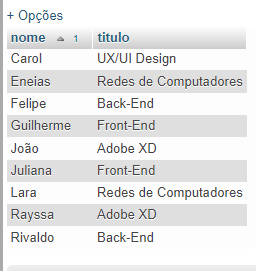 + Opções
nome 1 titulo
Carol UX/UI Design
Eneias Redes de Computadores
Felipe Back-End
Guilherme Front-End
João Adobe XD
Juliana Front-End
Lara Redes de Computadores
Rayssa Adobe XD
Rivaldo Back-End